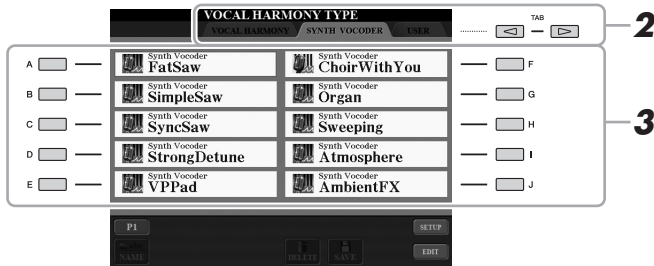 VOCAL HARMONY TYPE
VOCAL HARMONY SYNTH VOCODER USER
TAB
2
A Synth Vocoder FatSaw
Synth Vocoder ChoirWithYou F
B Synth Vocoder SimpleSaw
Synth Vocoder Organ G
C Synth Vocoder SyncSaw
Synth Vocoder Sweeping H
3
D Synth Vocoder StrongDetune
Synth Vocoder Atmosphere I
E Synth Vocoder VPPad
Synth Vocoder AmbientFX J
P1 SETUP
NAME DELETE SAVE EDIT